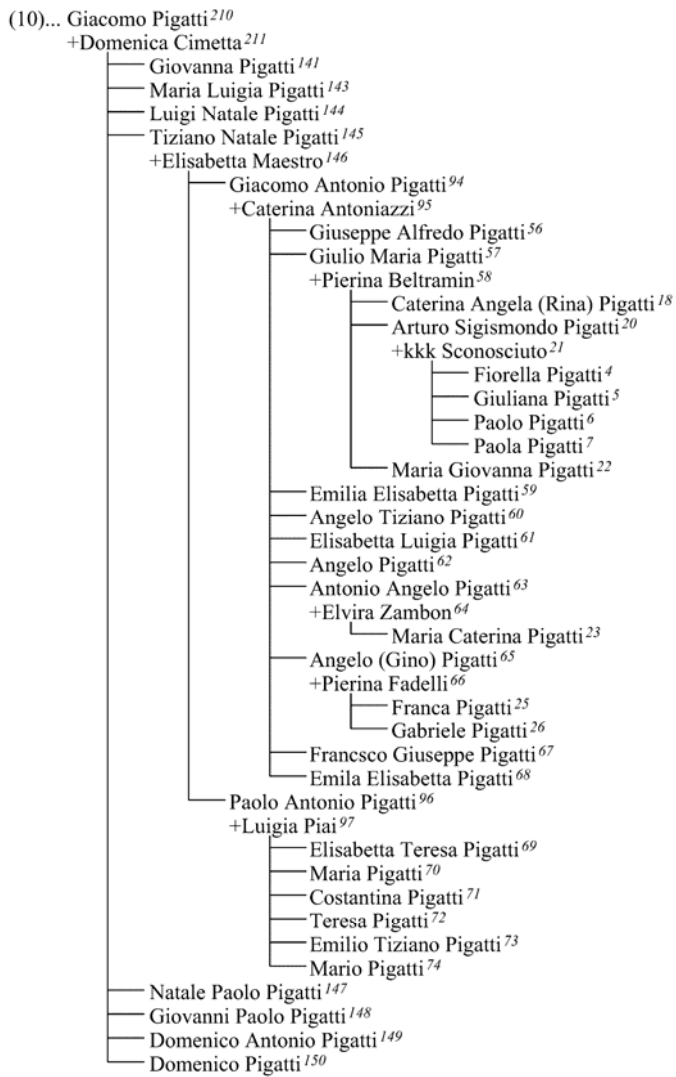 (10)... Giacomo Pigatti 210
+Domenica Cimetta 211
Giovanna Pigatti 141
Maria Luigia Pigatti 143
Luigi Natale Pigatti 144
Tiziano Natale Pigatti 145
+Elisabetta Maestro 146
Giacomo Antonio Pigatti 94
+Caterina Antoniazzi 95
Giuseppe Alfredo Pigatti 56
Giulio Maria Pigatti 57
+Pierina Beltramin 58
Caterina Angela (Rina) Pigatti 18
Arturo Sigismondo Pigatti 20
+kkk Sconosciuto 21
Fiorella Pigatti 4
Giuliana Pigatti 5
Paolo Pigatti 6
Paola Pigatti 7
Maria Giovanna Pigatti 22
Emilia Elisabetta Pigatti 59
Angelo Tiziano Pigatti 60
Elisabetta Luigia Pigatti 61
Angelo Pigatti 62
Antonio Angelo Pigatti 63
+Elvira Zambon 64
Maria Caterina Pigatti 23
Angelo (Gino) Pigatti 65
+Pierina Fadelli 66
Franca Pigatti 25
Gabriele Pigatti 26
Francsco Giuseppe Pigatti 67
Emila Elisabetta Pigatti 68
Paolo Antonio Pigatti 96
+Luigia Piai 97
Elisabetta Teresa Pigatti 69
Maria Pigatti 70
Costantina Pigatti 71
Teresa Pigatti 72
Emilio Tiziano Pigatti 73
Mario Pigatti 74
Natale Paolo Pigatti 147
Giovanni Paolo Pigatti 148
Domenico Antonio Pigatti 149
Domenico Pigatti 150